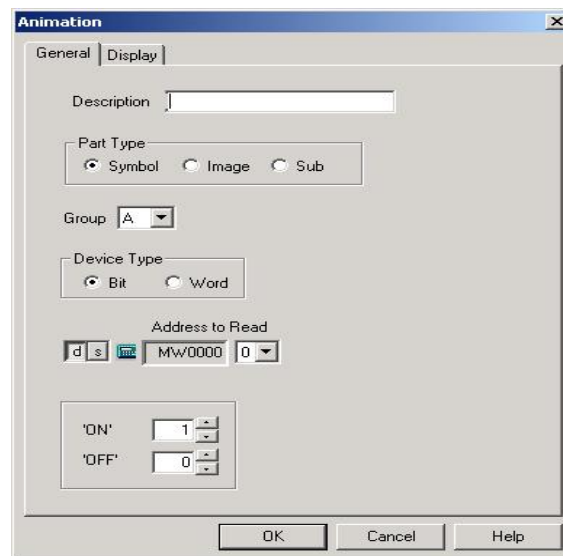 Animation
General Display
Description
Part Type
Symbol Image Sub
Group A
Device Type
Bit Word
Address to Read
d s MW0000 0
'ON' 1
'OFF' 0
OK Cancel Help